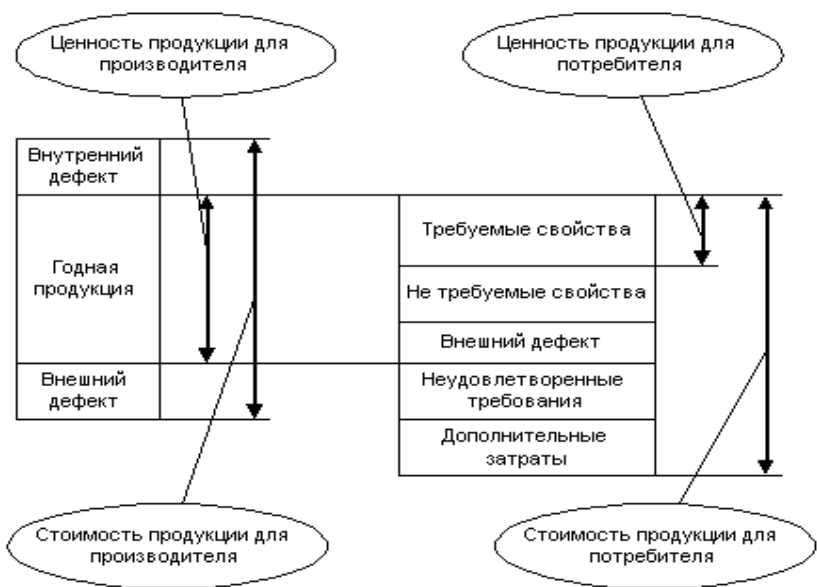 Ценность продукции для
производителя
Ценность продукции для
потребителя
Внутренний
дефект
Годная
продукция
Внешний
дефект
Требуемые свойства
Не требуемые свойства
Внешний дефект
Неудовлетворенные
требования
Дополнительные
затраты
Стоимость продукции для
производителя
Стоимость продукции для
потребителя